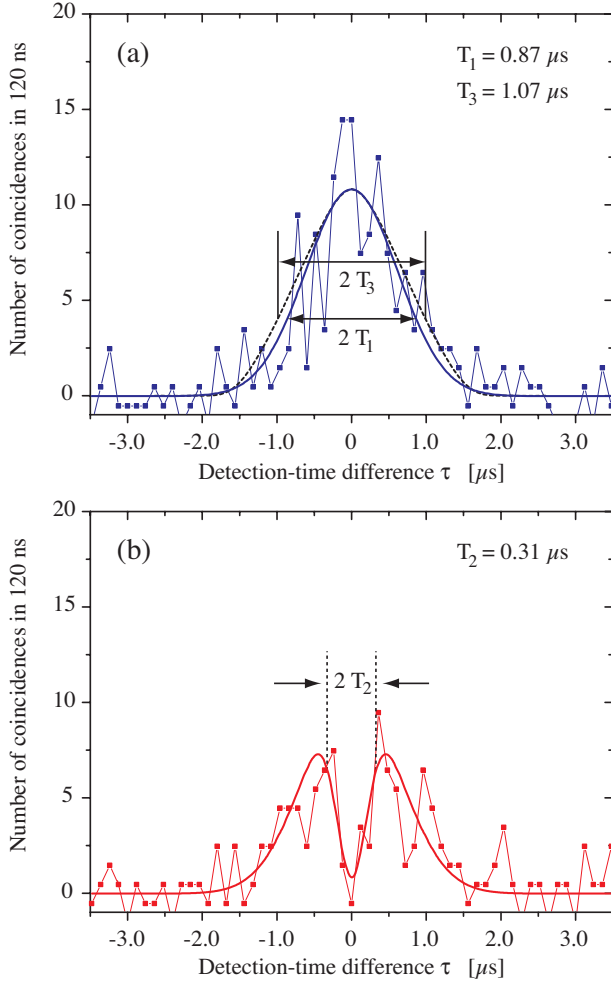 (a)
T₁ = 0.87 µs
T₃ = 1.07 µs
Number of coincidences in 120 ns
20
15
10
5
0
2 T₃
2 T₁
-3.0 -2.0 -1.0 0 1.0 2.0 3.0
Detection-time difference τ [µs]
(b)
T₂ = 0.31 µs
Number of coincidences in 120 ns
20
15
10
5
0
2 T₂
-3.0 -2.0 -1.0 0 1.0 2.0 3.0
Detection-time difference τ [µs]